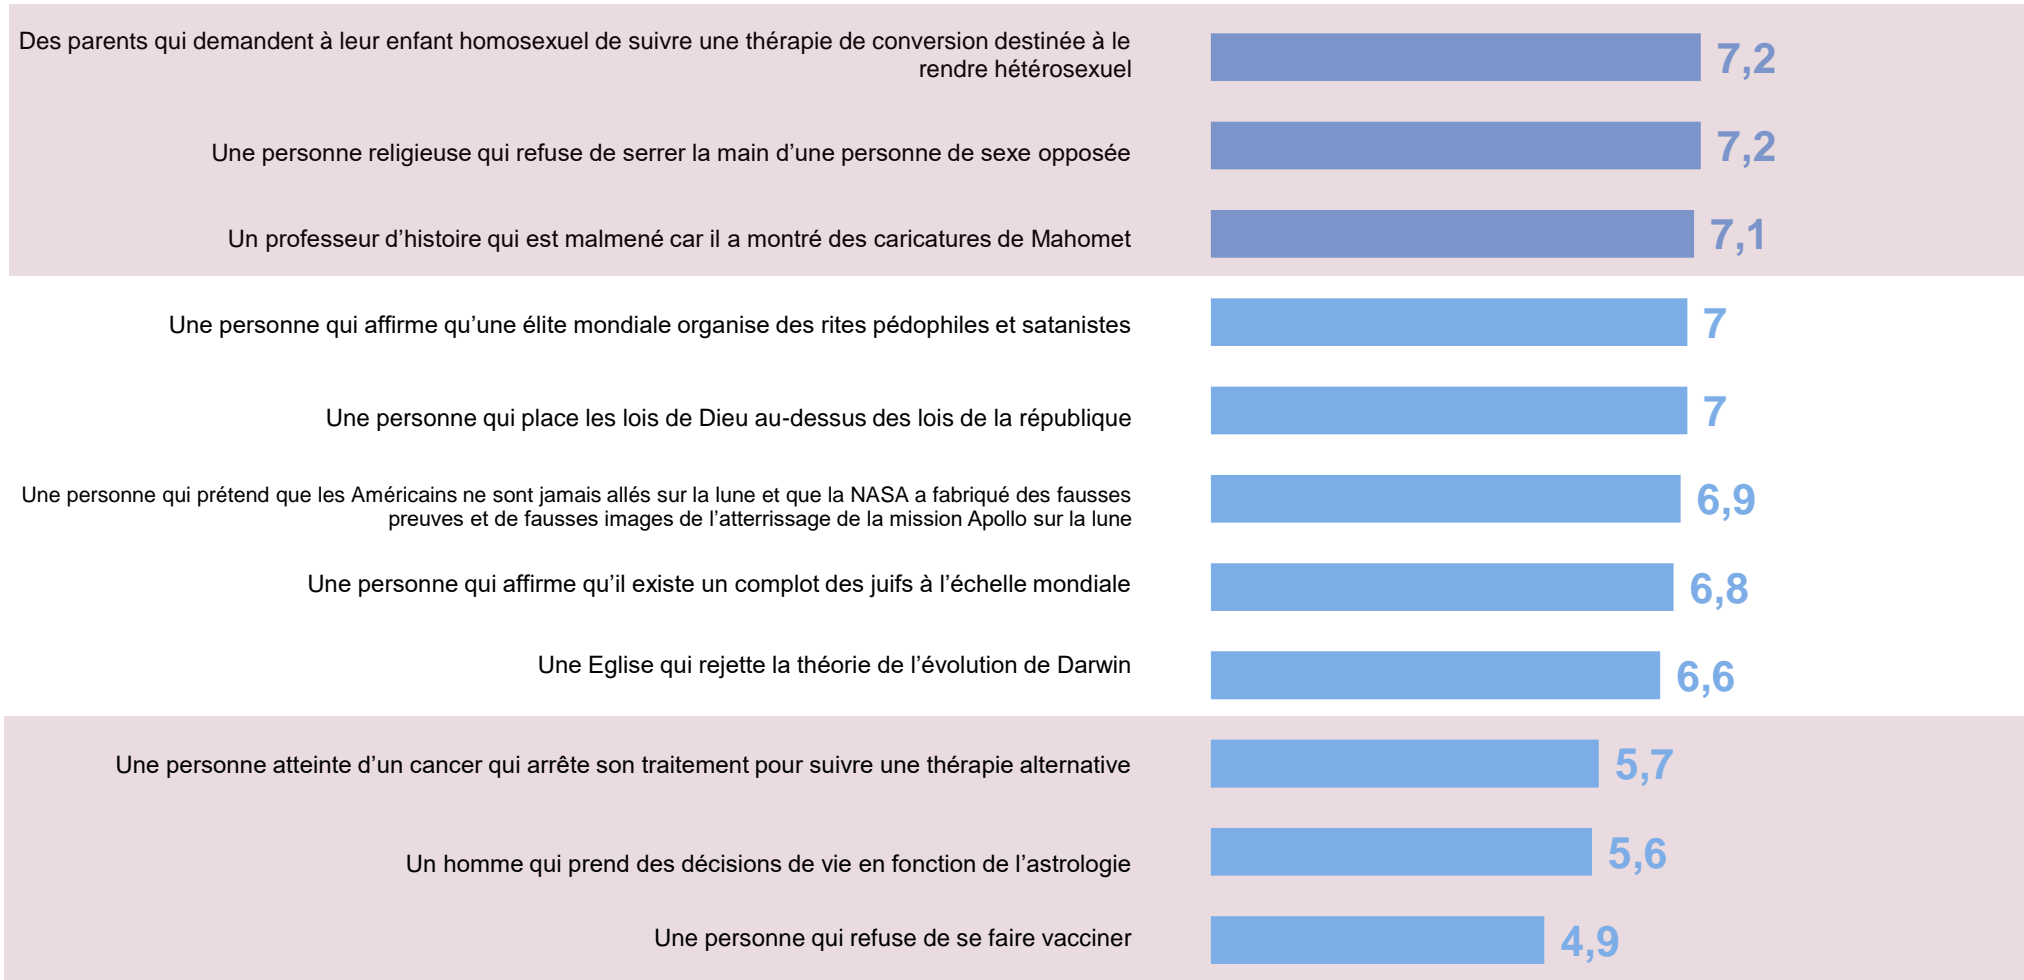 Des parents qui demandent à leur enfant homosexuel de suivre une thérapie de conversion destinée à le
rendre hétérosexuel
7,2
Une personne religieuse qui refuse de serrer la main d’une personne de sexe opposée
7,2
Un professeur d’histoire qui est malmené car il a montré des caricatures de Mahomet
7,1
Une personne qui affirme qu’une élite mondiale organise des rites pédophiles et satanistes
7
Une personne qui place les lois de Dieu au-dessus des lois de la république
7
Une personne qui prétend que les Américains ne sont jamais allés sur la lune et que la NASA a fabriqué des fausses
preuves et de fausses images de l’atterrissage de la mission Apollo sur la lune
6,9
Une personne qui affirme qu’il existe un complot des juifs à l’échelle mondiale
6,8
Une Eglise qui rejette la théorie de l’évolution de Darwin
6,6
Une personne atteinte d’un cancer qui arrête son traitement pour suivre une thérapie alternative
5,7
Un homme qui prend des décisions de vie en fonction de l’astrologie
5,6
Une personne qui refuse de se faire vacciner
4,9